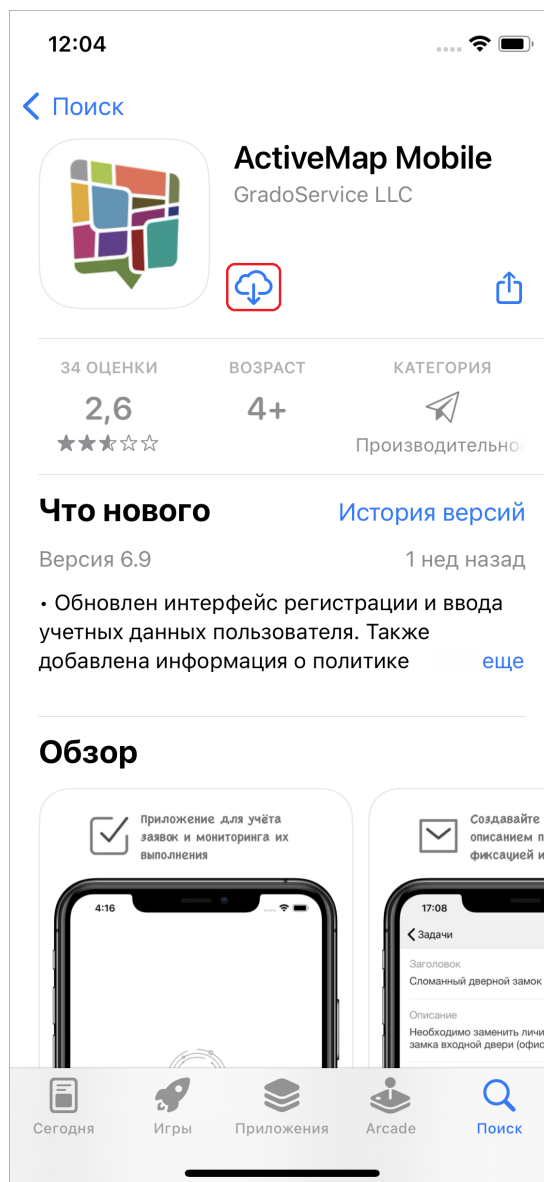 12:04
Поиск
ActiveMap Mobile
GradoService LLC
34 ОЦЕНКИ
ВОЗРАСТ
КАТЕГОРИЯ
2,6
4+
Производительно
Что нового
История версий
Версия 6.9
1 нед назад
• Обновлен интерфейс регистрации и ввода
учетных данных пользователя. Также
добавлена информация о политике
еще
Обзор
Приложение для учёта
заявок и мониторинга их
выполнения
Создавайте
описанием п
фиксацией и
4:16
17:08
Задачи
Заголовок
Сломанный дверной замок
Описание
Необходимо заменить личи
замка входной двери (офис
Сегодня
Игры
Приложения
Arcade
Поиск